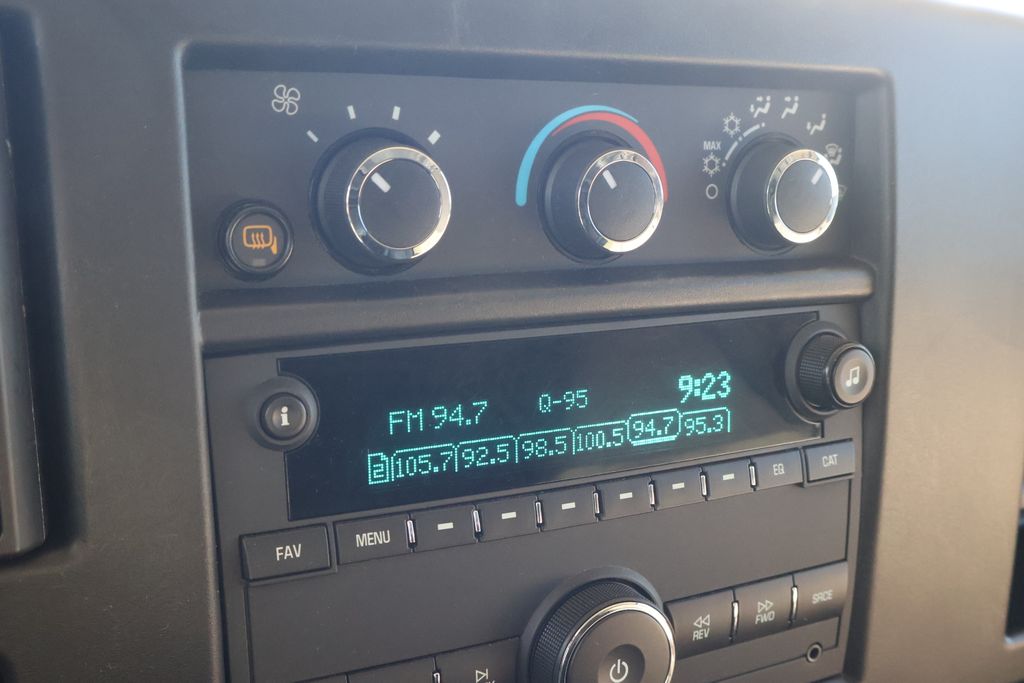 MAX
i
FM 94.7 Q-95 9:23
2 105.7 92.5 98.5 100.5 94.7 95.3
FAV MENU EQ CAT
REV FWD SRCE